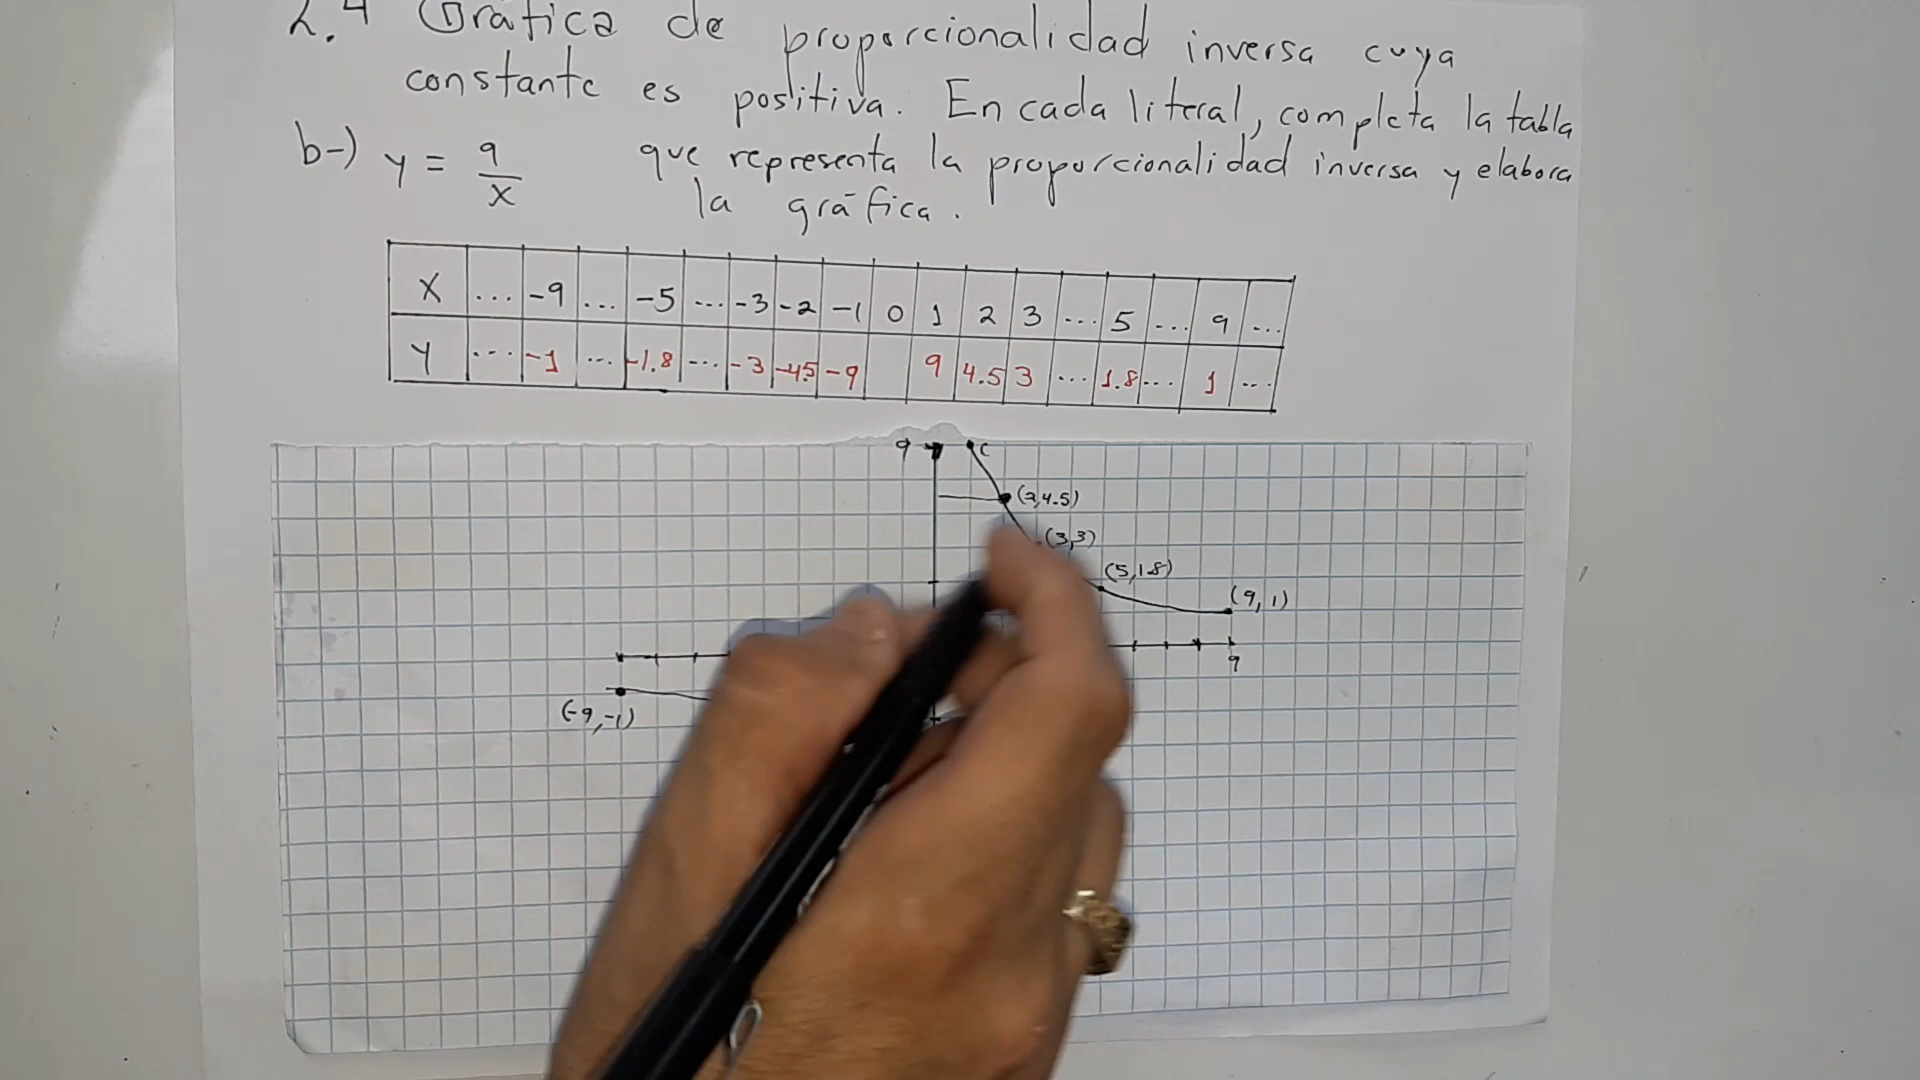 2.4 Gráfica de proporcionalidad inversa cuya
constante es positiva. En cada literal, completa la tabla
b-) y = 9/x que representa la proporcionalidad inversa y elabora
la gráfica.
X ... -9 ... -5 ... -3 -2 -1 0 1 2 3 ... 5 ... 9 ...
Y ... -1 ... -1.8 ... -3 -4.5 -9 9 4.5 3 ... 1.8 ... 1 ...
9 C
(2,4.5)
(3,3)
(5,1.8)
(9, 1)
9
(-9,-1)